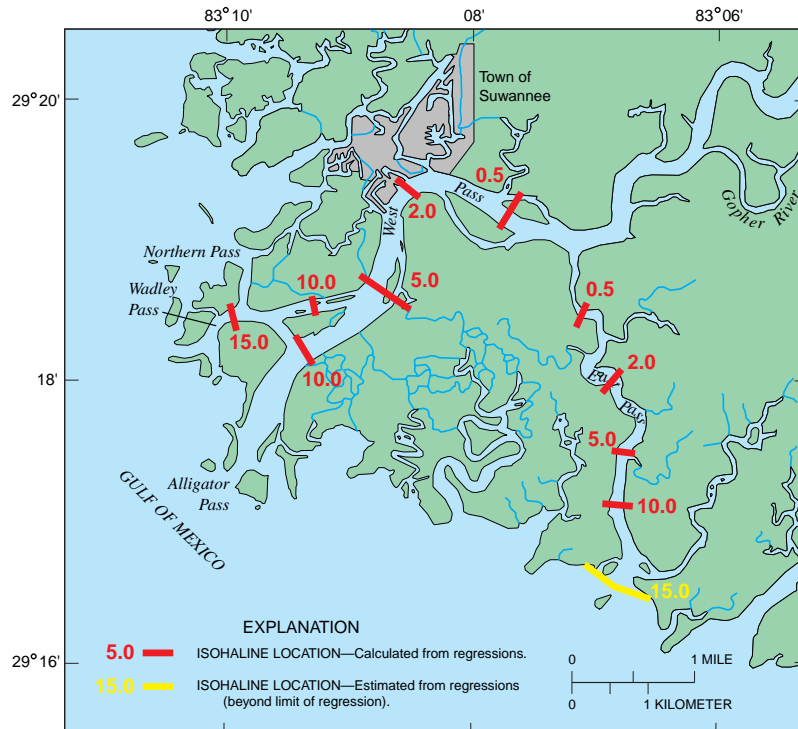 83° 10'
08'
83° 06'
29° 20'
Town of
Suwannee
0.5
Pass
2.0
West
Gopher River
Northern Pass
Wadley
Pass
10.0
5.0
0.5
15.0
10.0
18'
2.0
East
Pass
5.0
Alligator
Pass
GULF OF MEXICO
10.0
15.0
29° 16'
EXPLANATION
5.0 ISOHALINE LOCATION—Calculated from regressions.
15.0 ISOHALINE LOCATION—Estimated from regressions
(beyond limit of regression).
0 1 MILE
0 1 KILOMETER